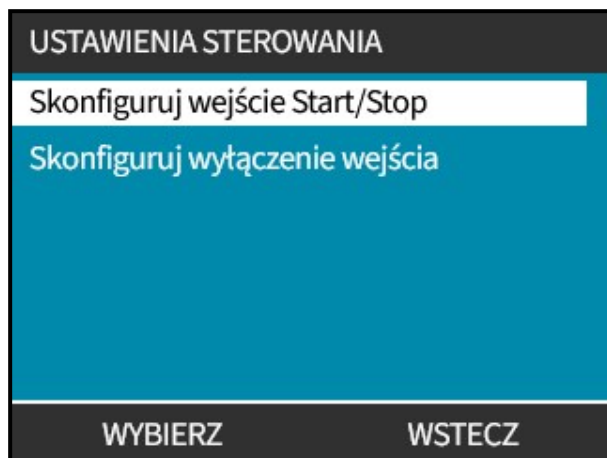 USTAWIENIA STEROWANIA
Skonfiguruj wejście Start/Stop
Skonfiguruj wyłączenie wejścia
WYBIERZ WSTECZ